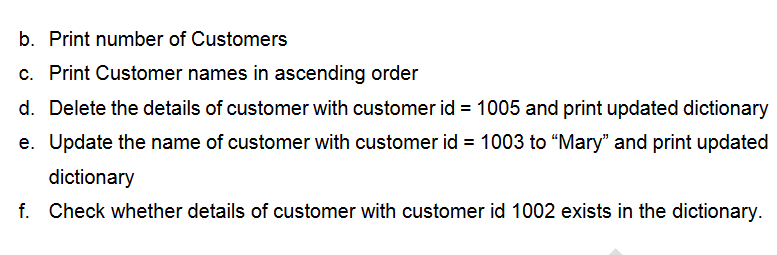 b. Print number of Customers
c. Print Customer names in ascending order
d. Delete the details of customer with customer id = 1005 and print updated dictionary
e. Update the name of customer with customer id = 1003 to “Mary” and print updated
dictionary
f. Check whether details of customer with customer id 1002 exists in the dictionary.